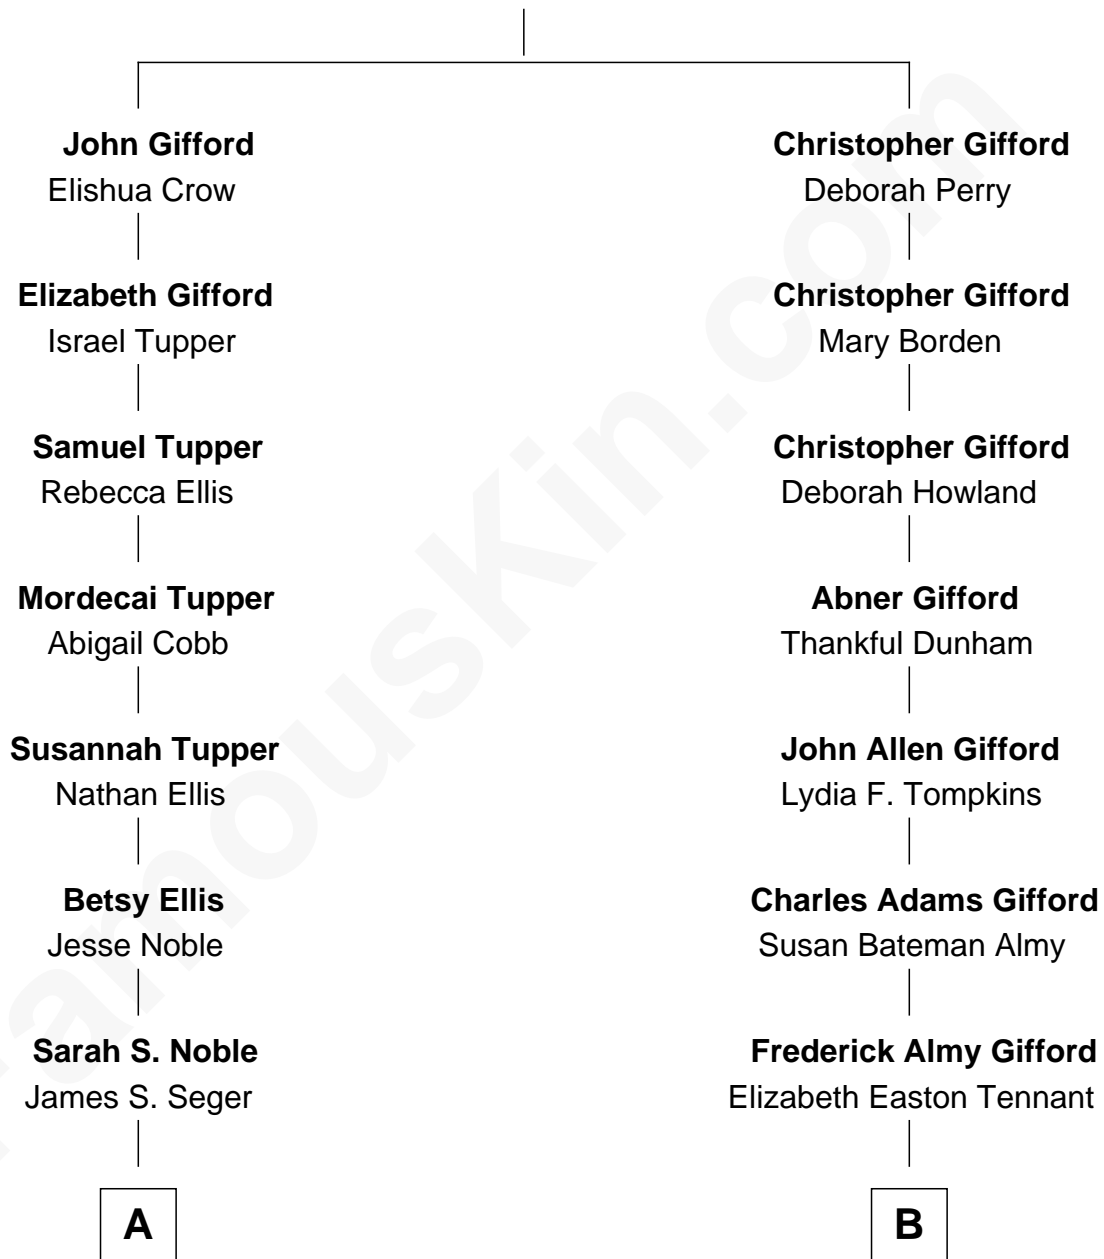 John Gifford
Elishua Crow
Elizabeth Gifford
Israel Tupper
Samuel Tupper
Rebecca Ellis
Mordecai Tupper
Abigail Cobb
Susannah Tupper
Nathan Ellis
Betsy Ellis
Jesse Noble
Sarah S. Noble
James S. Seger
A
Christopher Gifford
Deborah Perry
Christopher Gifford
Mary Borden
Christopher Gifford
Deborah Howland
Abner Gifford
Thankful Dunham
John Allen Gifford
Lydia F. Tompkins
Charles Adams Gifford
Susan Bateman Almy
Frederick Almy Gifford
Elizabeth Easton Tennant
B
FamousKin.com